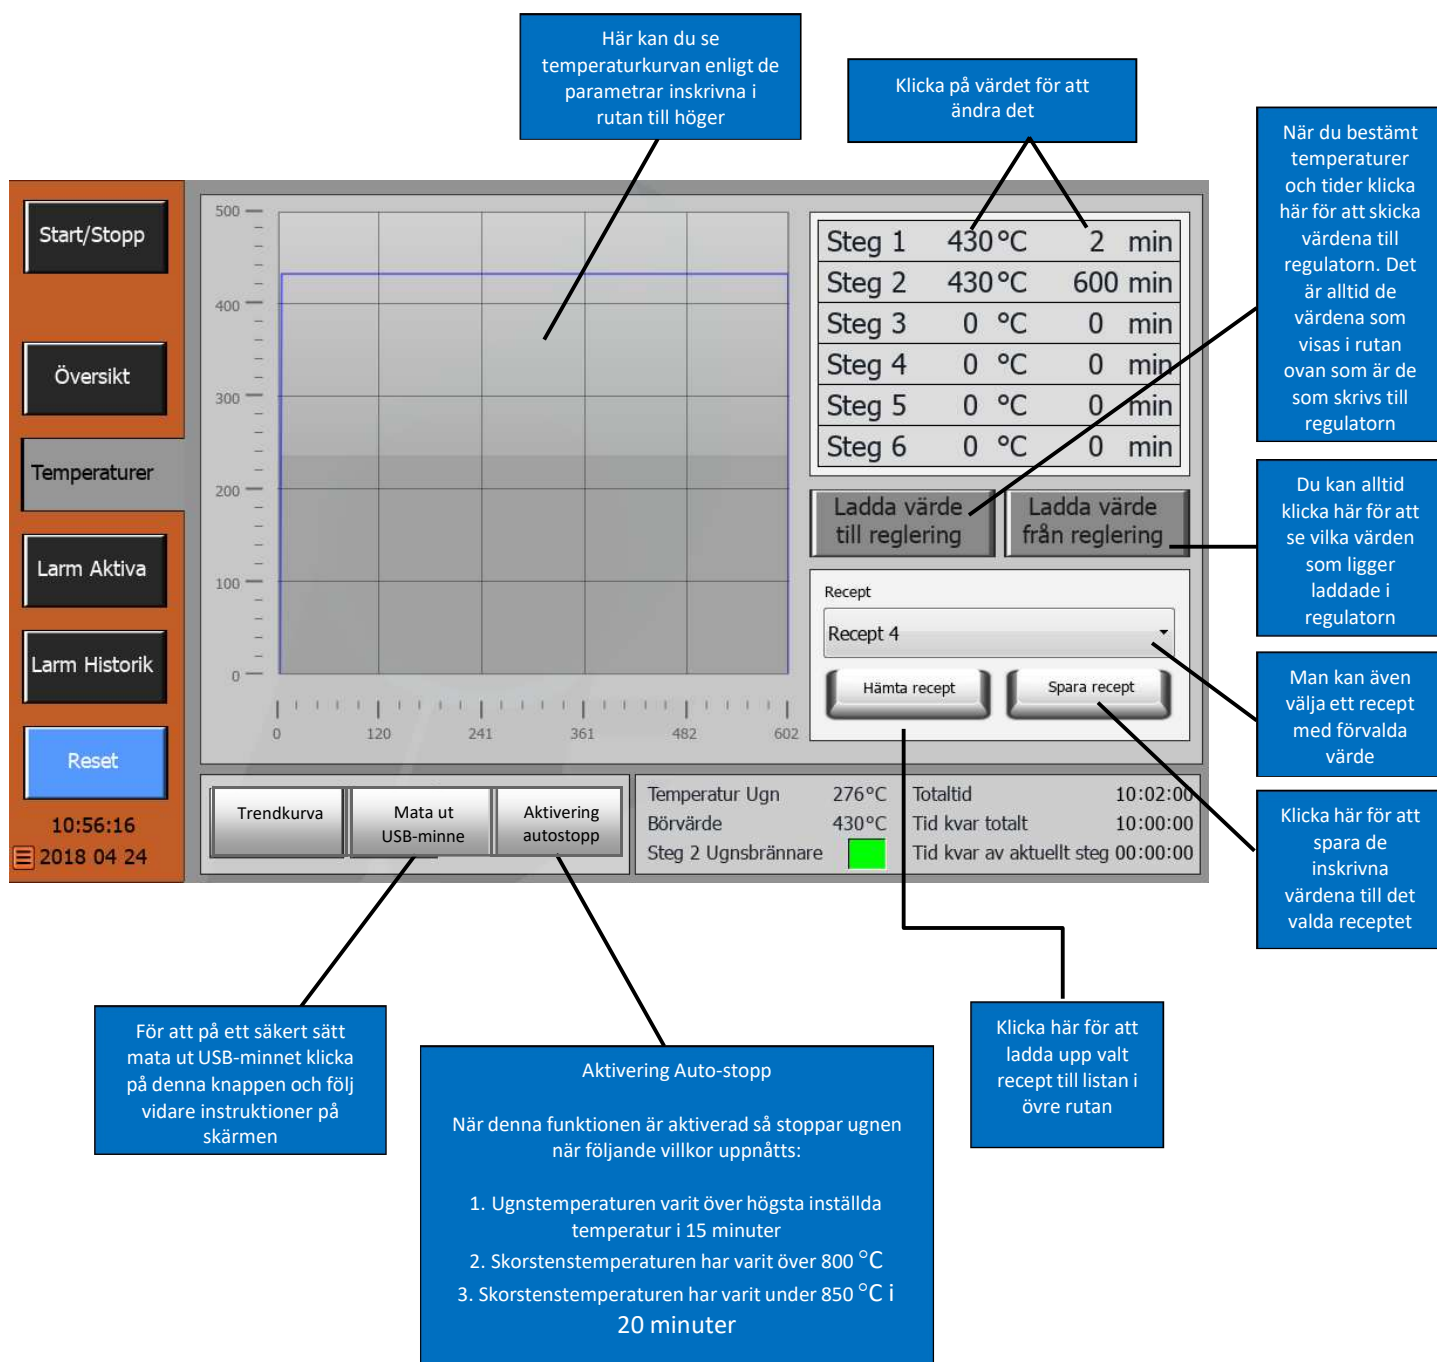 Här kan du se
temperaturkurvan enligt de
parametrar inskrivna i
rutan till höger
Klicka på värdet för att
ändra det
När du bestämt
temperaturer
och tider klicka
här för att skicka
värdena till
regulatorn. Det
är alltid de
värdena som
visas i rutan
ovan som är de
som skrivs till
regulatorn
Start/Stopp
Översikt
Temperaturer
Larm Aktiva
Larm Historik
Reset
10:56:16
2018 04 24
500
400
300
200
100
0
0 120 241 361 482 602
Steg 1 430 °C 2 min
Steg 2 430 °C 600 min
Steg 3 0 °C 0 min
Steg 4 0 °C 0 min
Steg 5 0 °C 0 min
Steg 6 0 °C 0 min
Ladda värde
till reglering
Ladda värde
från reglering
Recept
Recept 4
Hämta recept
Spara recept
Du kan alltid
klicka här för att
se vilka värden
som ligger
laddade i
regulatorn
Man kan även
välja ett recept
med förvalda
värde
Klicka här för att
spara de
inskrivna
värdena till det
valda receptet
Trendkurva
Mata ut
USB-minne
Aktivering
autostopp
Temperatur Ugn 276°C
Börvärde 430°C
Steg 2 Ugnsbrännare
Totaltid 10:02:00
Tid kvar totalt 10:00:00
Tid kvar av aktuellt steg 00:00:00
För att på ett säkert sätt
mata ut USB-minnet klicka
på denna knappen och följ
vidare instruktioner på
skärmen
Aktivering Auto-stopp
När denna funktionen är aktiverad så stoppar ugnen
när följande villkor uppnåtts:
1. Ugnstemperaturen varit över högsta inställda
temperatur i 15 minuter
2. Skorstenstemperaturen har varit över 800 °C
3. Skorstenstemperaturen har varit under 850 °C i
20 minuter
Klicka här för att
ladda upp valt
recept till listan i
övre rutan